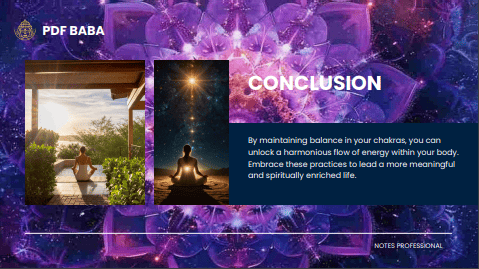 PDF BABA
CONCLUSION
By maintaining balance in your chakras, you can
unlock a harmonious flow of energy within your body.
Embrace these practices to lead a more meaningful
and spiritually enriched life.
NOTES PROFESSIONAL